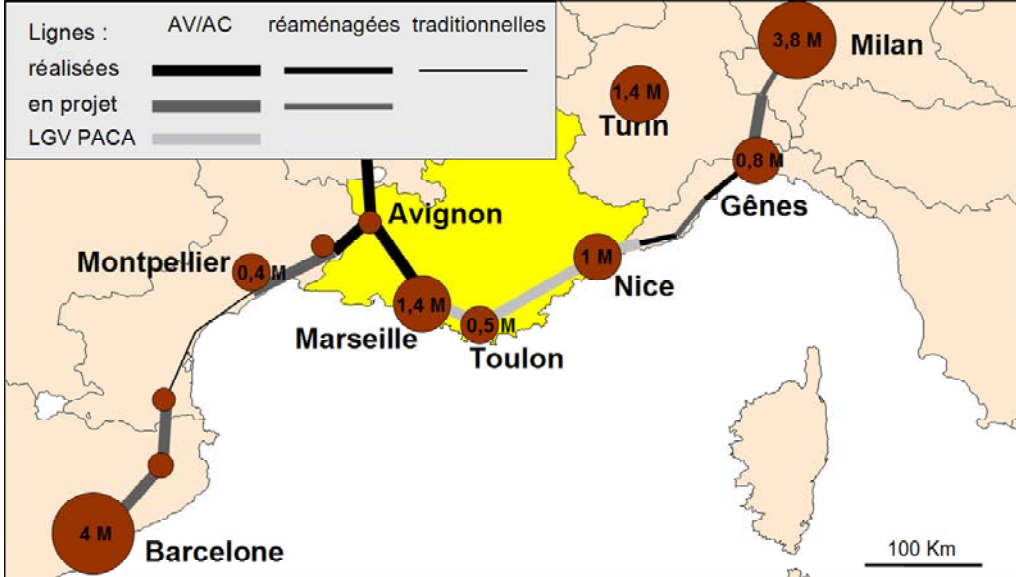 Lignes : AV/AC réaménagées traditionnelles
réalisées
en projet
LGV PACA
3,8 M Milan
1,4 M
Turin
0,8 M
Gênes
Avignon
Montpellier 0,4 M
1 M
Nice
1,4 M
Marseille
0,5 M
Toulon
4 M
Barcelone
100 Km